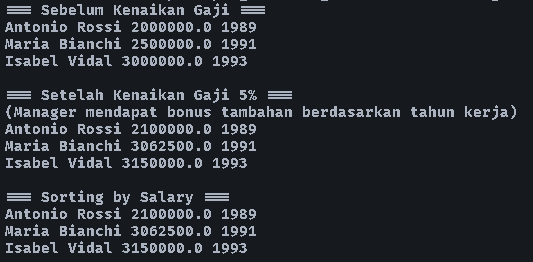 === Sebelum Kenaikan Gaji ===
Antonio Rossi 2000000.0 1989
Maria Bianchi 2500000.0 1991
Isabel Vidal 3000000.0 1993
=== Setelah Kenaikan Gaji 5% ===
(Manager mendapat bonus tambahan berdasarkan tahun kerja)
Antonio Rossi 2100000.0 1989
Maria Bianchi 3062500.0 1991
Isabel Vidal 3150000.0 1993
=== Sorting by Salary ===
Antonio Rossi 2100000.0 1989
Maria Bianchi 3062500.0 1991
Isabel Vidal 3150000.0 1993